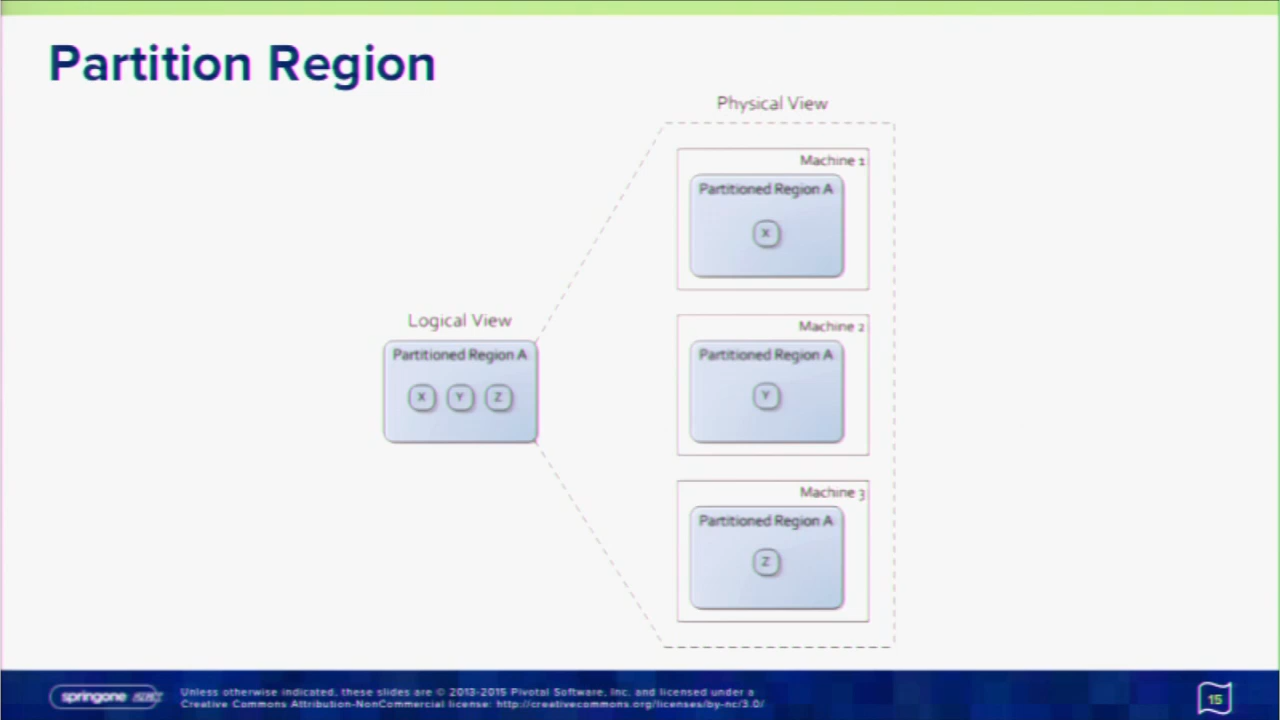 Partition Region
Physical View
Machine 1
Partitioned Region A
X
Logical View
Partitioned Region A
X Y Z
Machine 2
Partitioned Region A
Y
Machine 3
Partitioned Region A
Z
springone
Unless otherwise indicated, these slides are © 2013-2015 Pivotal Software, Inc. and licensed under a
Creative Commons Attribution-NonCommercial license: http://creativecommons.org/licenses/by-nc/3.0/
15